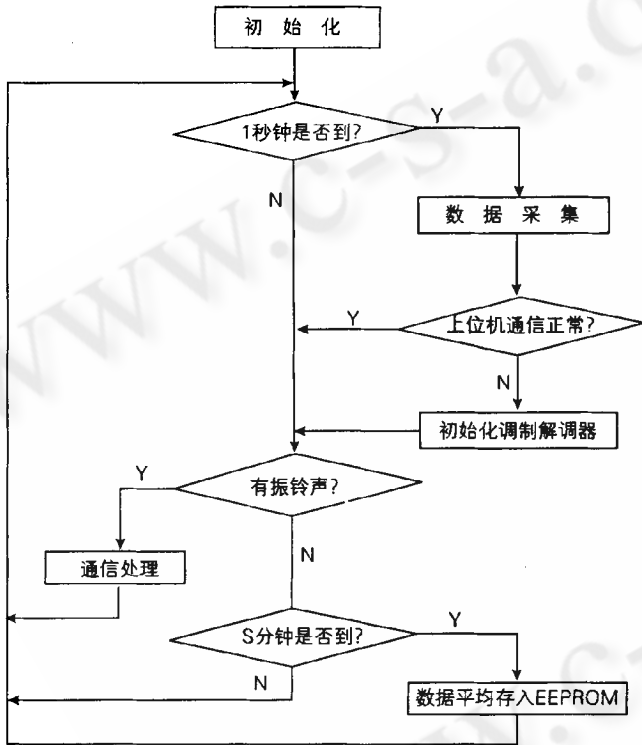 初 始 化
1秒钟是否到?
Y
N
数 据 采 集
上位机通信正常?
Y
N
初始化调制解调器
有振铃声?
Y
N
通信处理
S分钟是否到?
Y
N
数据平均存入EEPROM
www.c-s-a.o
www.c-